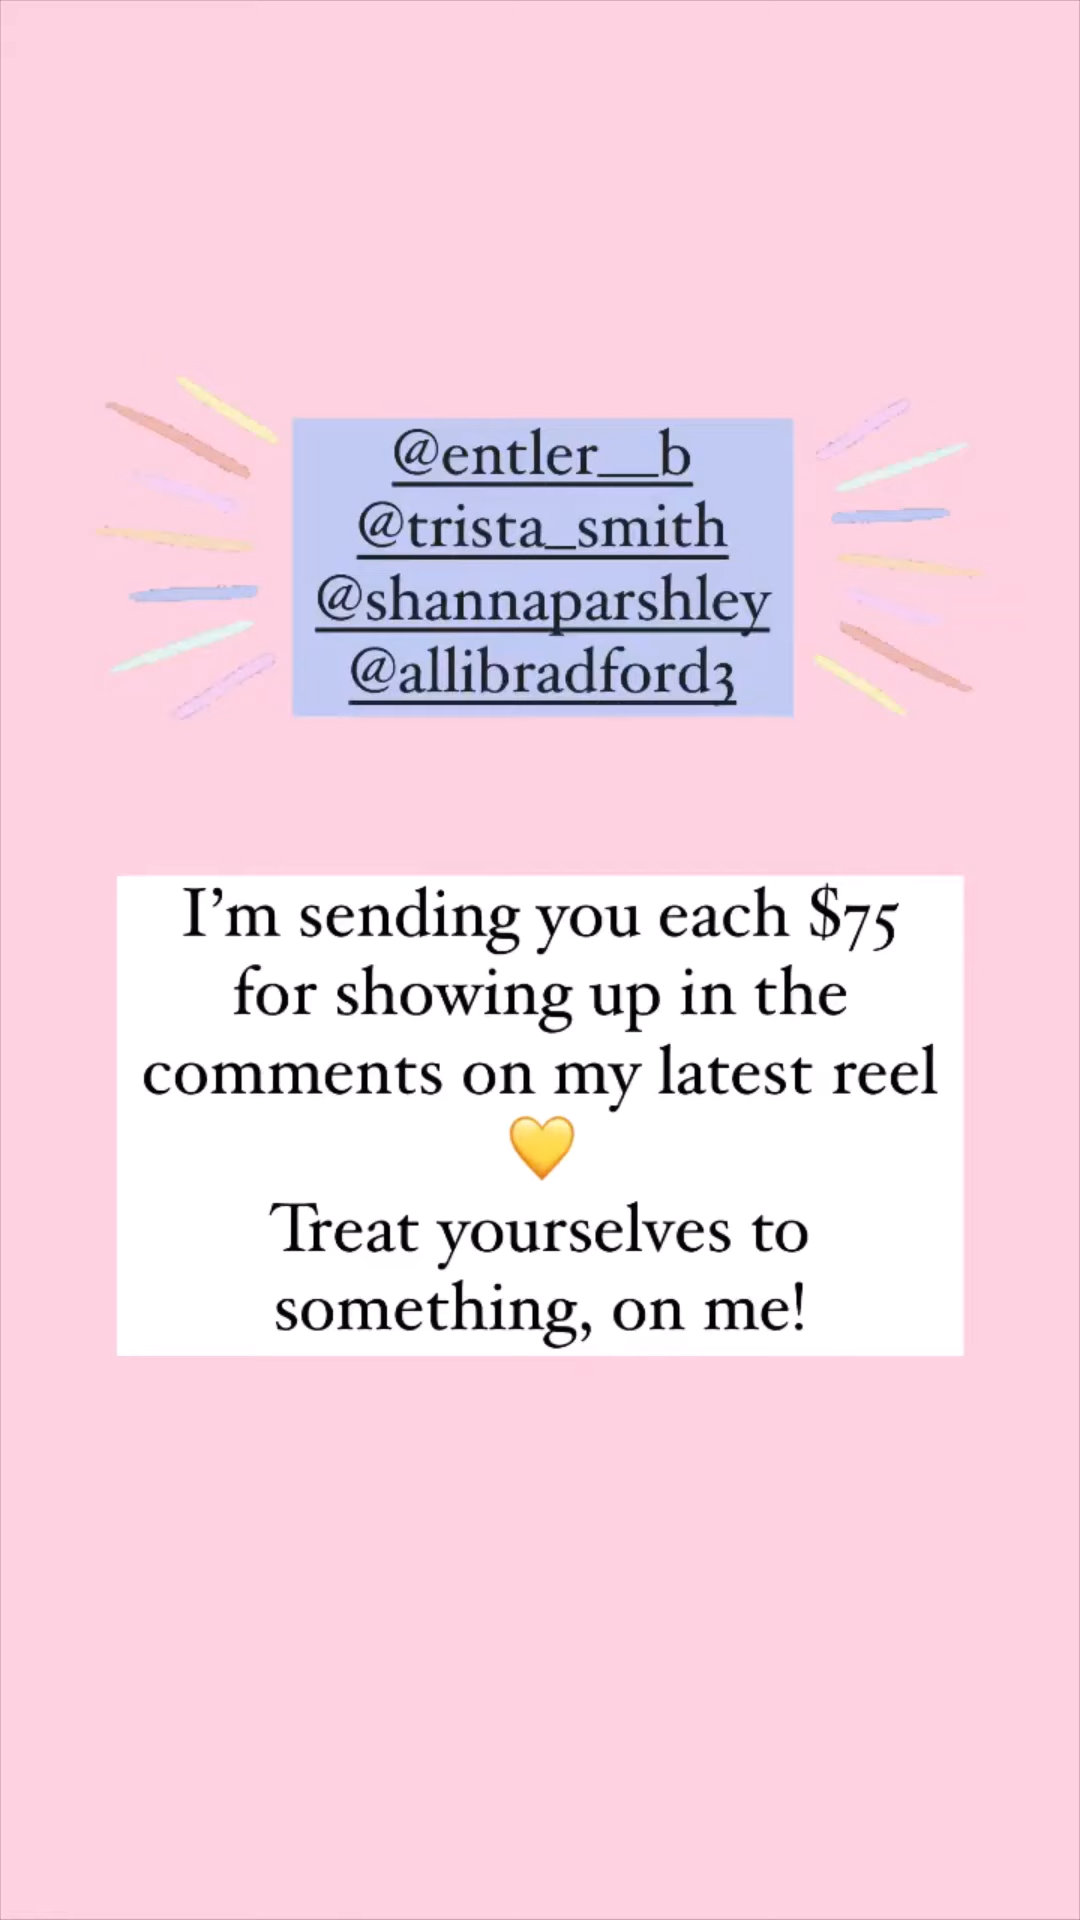 @entler__b
@trista_smith
@shannaparshley
@allibradford3
I’m sending you each $75
for showing up in the
comments on my latest reel
💛
Treat yourselves to
something, on me!